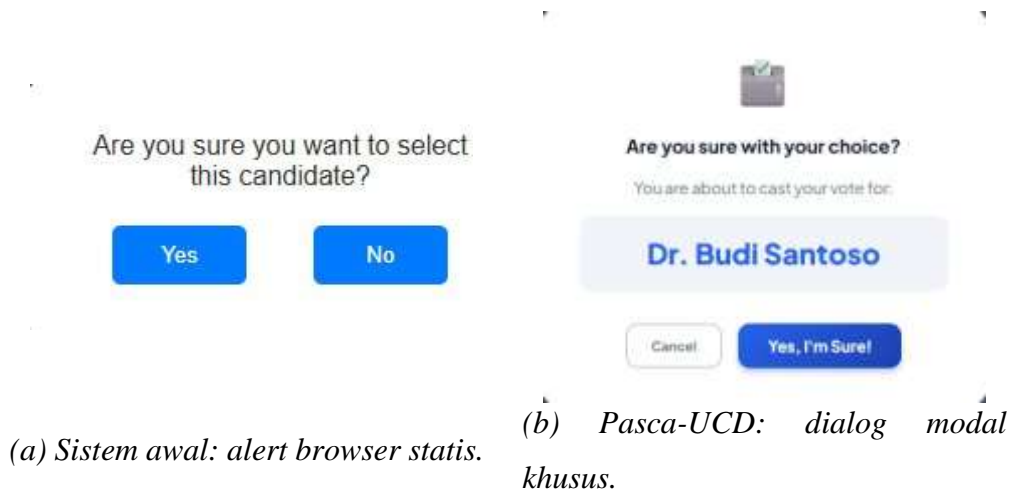 Are you sure you want to select
this candidate?
Yes
No
(a) Sistem awal: alert browser statis.
Are you sure with your choice?
You are about to cast your vote for:
Dr. Budi Santoso
Cancel
Yes, I'm Sure!
(b) Pasca-UCD: dialog modal
khusus.